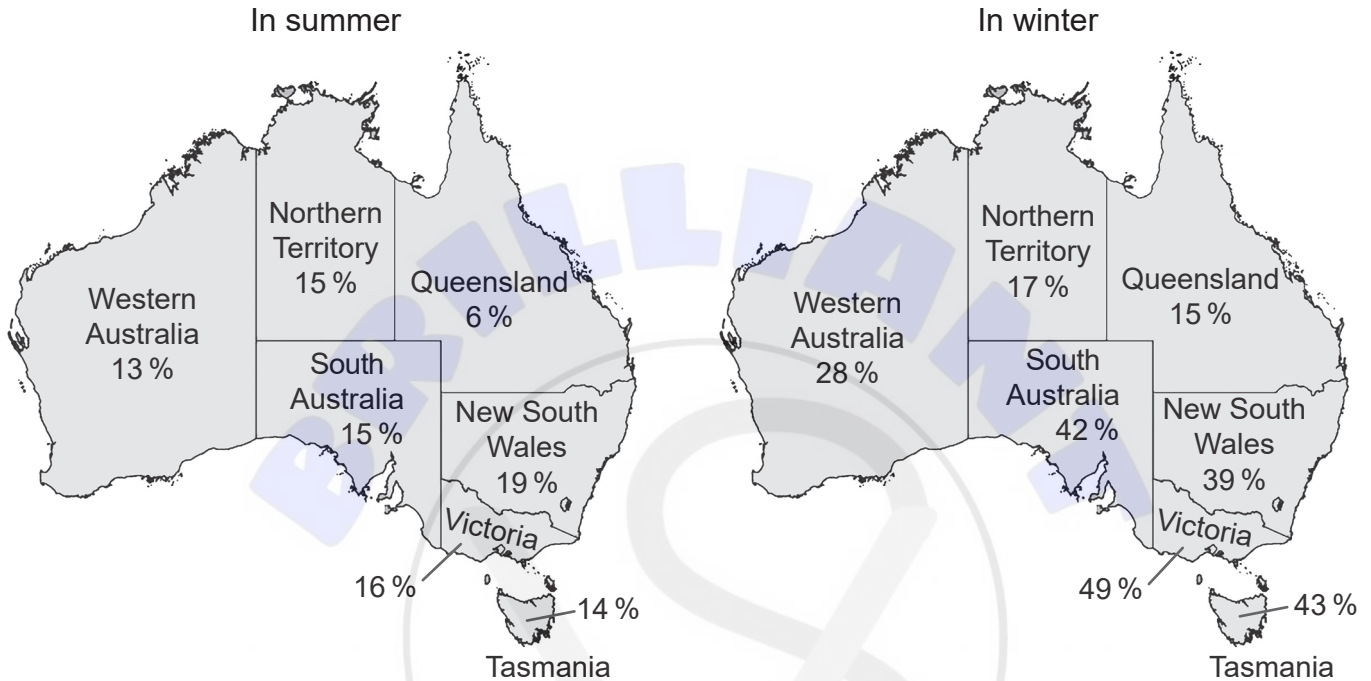 In summer
Northern
Territory
15 %
Queensland
6 %
Western
Australia
13 %
South
Australia
15 %
New South
Wales
19 %
Victoria
16 %
14 %
Tasmania
In winter
Northern
Territory
17 %
Queensland
15 %
Western
Australia
28 %
South
Australia
42 %
New South
Wales
39 %
Victoria
49 %
43 %
Tasmania
BRILLIANT